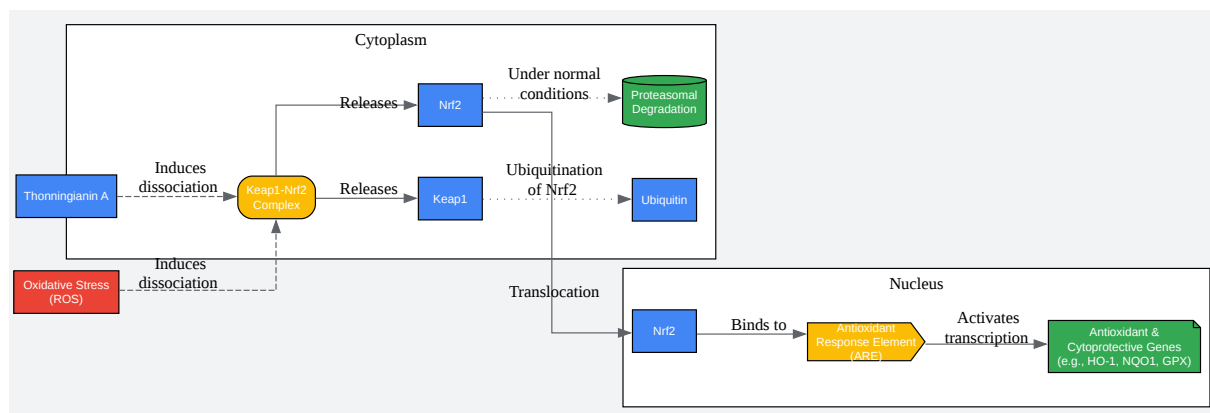 Cytoplasm
Under normal
conditions
Proteasomal
Degradation
Releases
Nrf2
Induces
dissociation
Ubiquitination
of Nrf2
Thonningianin A
Keap1-Nrf2
Complex
Releases
Keap1
Ubiquitin
Induces
dissociation
Oxidative Stress
(ROS)
Translocation
Nucleus
Nrf2
Binds to
Antioxidant
Response Element
(ARE)
Activates
transcription
Antioxidant &
Cytoprotective Genes
(e.g., HO-1, NQO1, GPX)